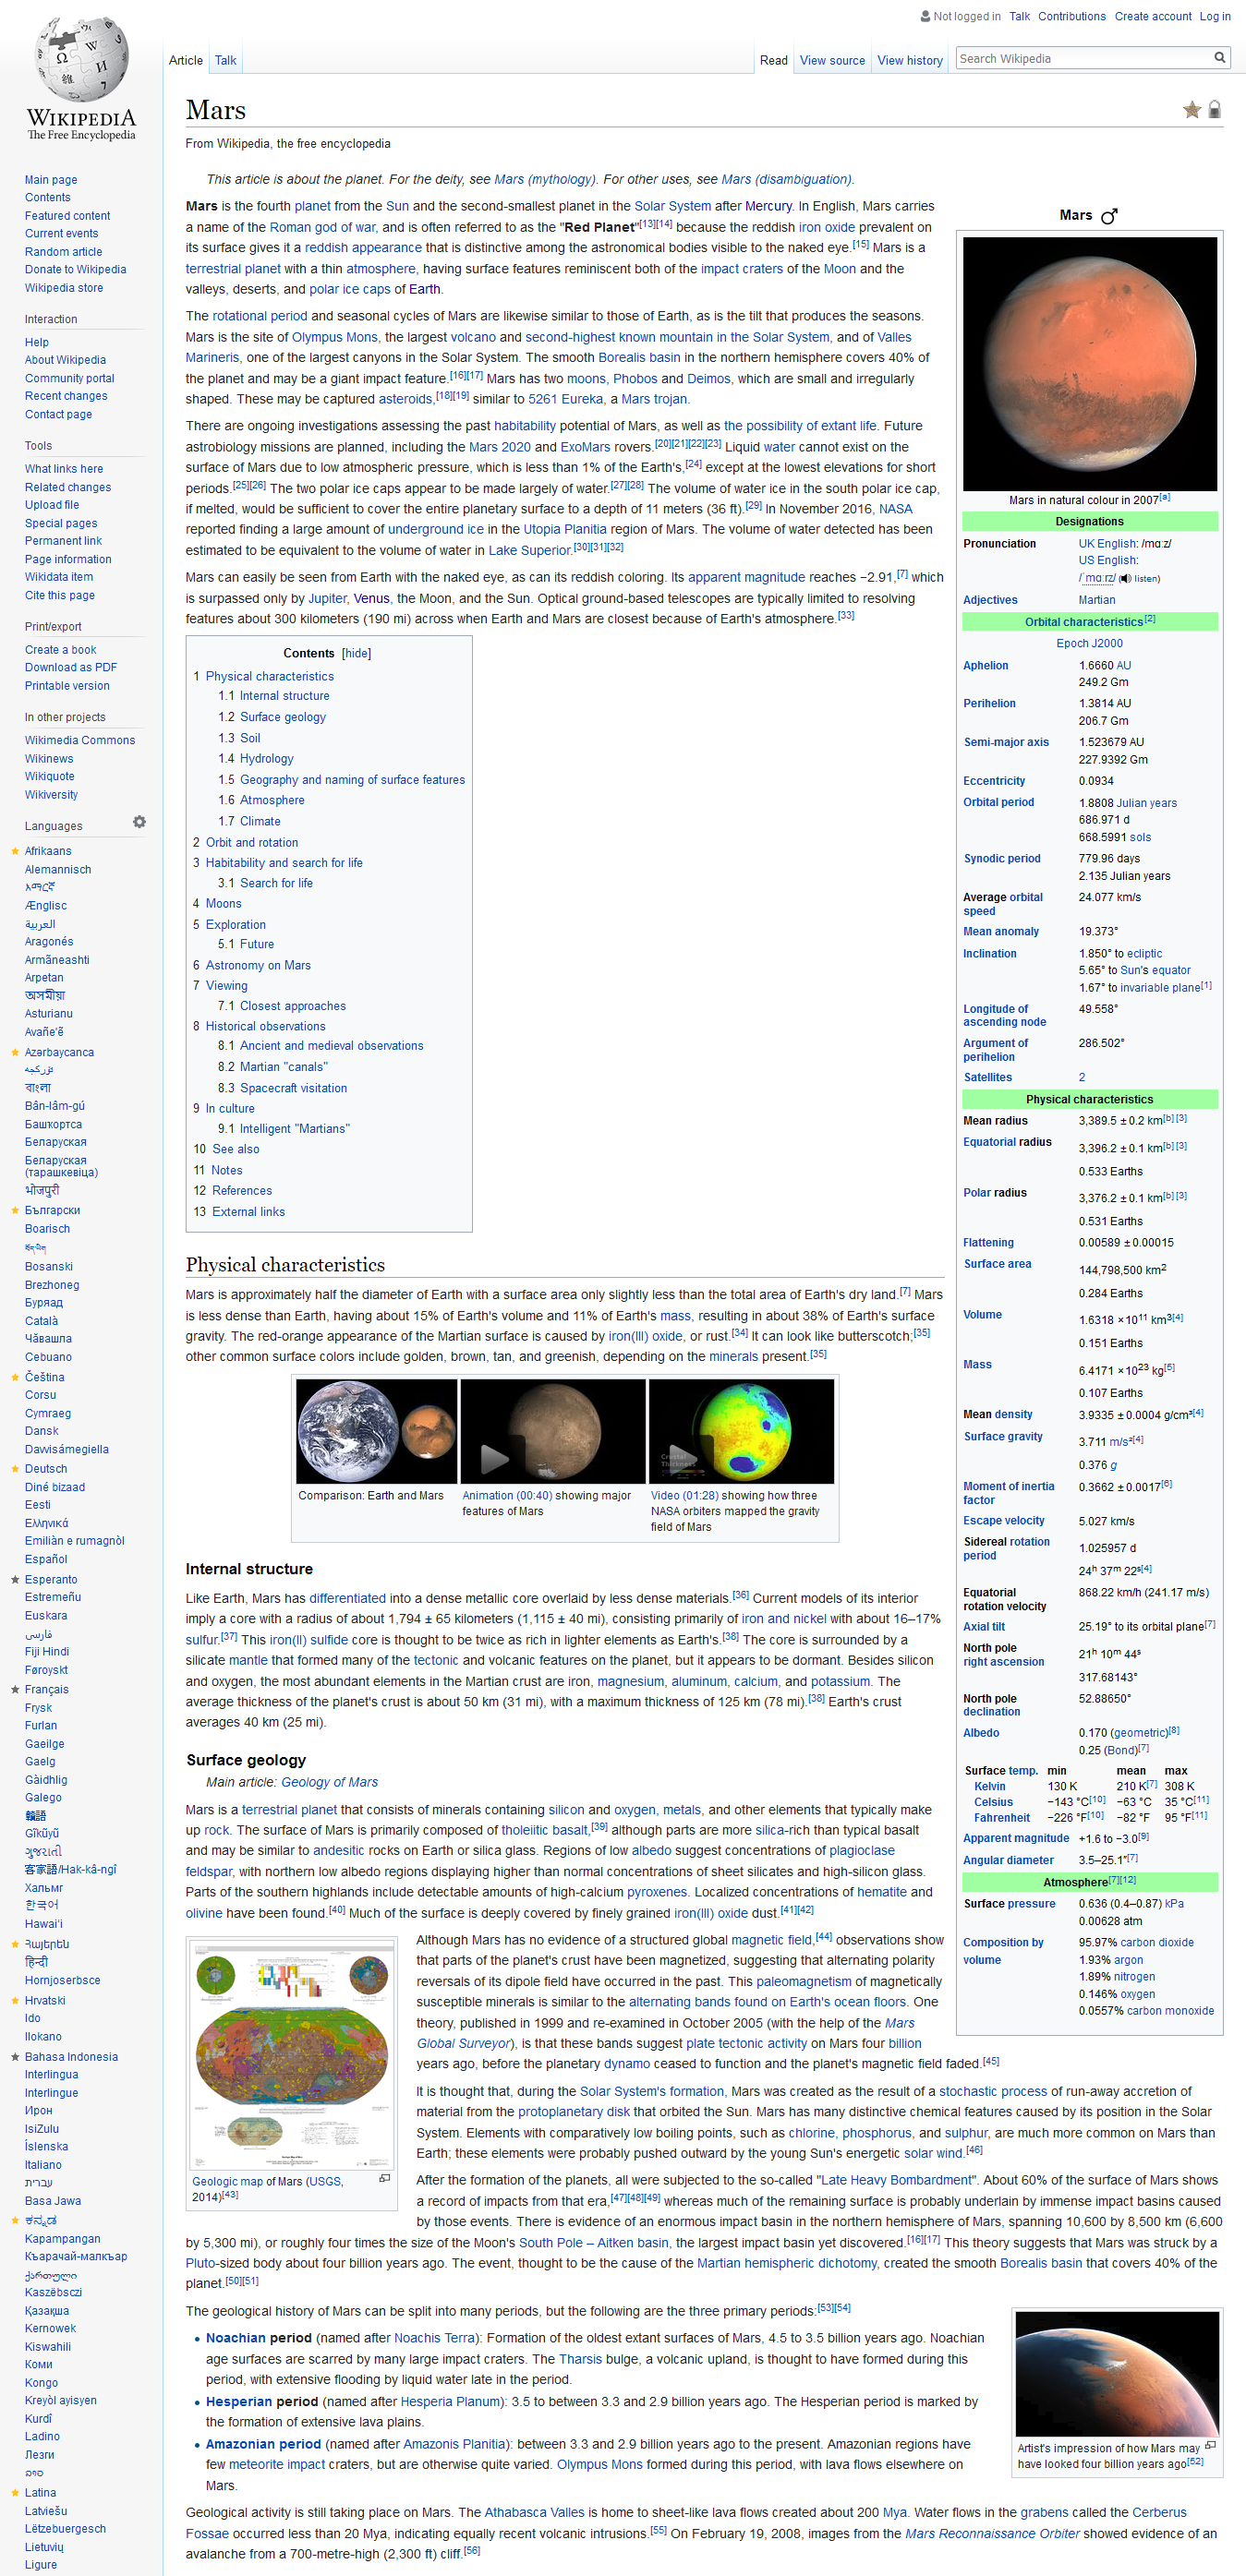 Not logged in Talk Contributions Create account Log in
Article Talk Read View source View history Search Wikipedia
WIKIPEDIA
The Free Encyclopedia
Main page
Contents
Featured content
Current events
Random article
Donate to Wikipedia
Wikipedia store
Interaction
Help
About Wikipedia
Community portal
Recent changes
Contact page
Tools
What links here
Related changes
Upload file
Special pages
Permanent link
Page information
Wikidata item
Cite this page
Print/export
Create a book
Download as PDF
Printable version
In other projects
Wikimedia Commons
Wikinews
Wikiquote
Wikiversity
Languages
Afrikaans
Alemannisch
አማርኛ
Ænglisc
العربية
Aragonés
Armãneashti
Arpetan
অসমীয়া
Asturianu
Avañe'ẽ
Azərbaycanca
تۆرکجه
বাংলা
Bân-lâm-gú
Башҡортса
Беларуская
Беларуская
(тарашкевіца)
भोजपुरी
Български
Boarisch
Bosanski
Brezhoneg
Буряад
Català
Чӑвашла
Cebuano
Čeština
Corsu
Cymraeg
Dansk
Davvisámegiella
Deutsch
Diné bizaad
Eesti
Ελληνικά
Emiliàn e rumagnòl
Español
Esperanto
Estremeñu
Euskara
فارسی
Fiji Hindi
Føroyskt
Français
Frysk
Furlan
Gaeilge
Gaelg
Gàidhlig
Galego
贛語
Gĩkũyũ
ગુજરાતી
客家語/Hak-kâ-ngî
Хальмг
한국어
Hawaiʻi
Հայերեն
हिन्दी
Hornjoserbsce
Hrvatski
Ido
Ilokano
Bahasa Indonesia
Interlingua
Interlingue
Ирон
IsiZulu
Íslenska
Italiano
עברית
Basa Jawa
ಕನ್ನಡ
Kapampangan
Къарачай-малкъар
ქართული
Kaszëbsczi
Қазақша
Kernowek
Kiswahili
Коми
Kongo
Kreyòl ayisyen
Kurdî
Ladino
Лезги
ລາວ
Latina
Latviešu
Lëtzebuergesch
Lietuvių
Ligure
Mars
From Wikipedia, the free encyclopedia
This article is about the planet. For the deity, see Mars (mythology). For other uses, see Mars (disambiguation).
Mars is the fourth planet from the Sun and the second-smallest planet in the Solar System after Mercury. In English, Mars carries
a name of the Roman god of war, and is often referred to as the "Red Planet"[13][14] because the reddish iron oxide prevalent on
its surface gives it a reddish appearance that is distinctive among the astronomical bodies visible to the naked eye.[15] Mars is a
terrestrial planet with a thin atmosphere, having surface features reminiscent both of the impact craters of the Moon and the
valleys, deserts, and polar ice caps of Earth.
The rotational period and seasonal cycles of Mars are likewise similar to those of Earth, as is the tilt that produces the seasons.
Mars is the site of Olympus Mons, the largest volcano and second-highest known mountain in the Solar System, and of Valles
Marineris, one of the largest canyons in the Solar System. The smooth Borealis basin in the northern hemisphere covers 40% of
the planet and may be a giant impact feature.[16][17] Mars has two moons, Phobos and Deimos, which are small and irregularly
shaped. These may be captured asteroids,[18][19] similar to 5261 Eureka, a Mars trojan.
There are ongoing investigations assessing the past habitability potential of Mars, as well as the possibility of extant life. Future
astrobiology missions are planned, including the Mars 2020 and ExoMars rovers.[20][21][22][23] Liquid water cannot exist on the
surface of Mars due to low atmospheric pressure, which is less than 1% of the Earth's,[24] except at the lowest elevations for short
periods.[25][26] The two polar ice caps appear to be made largely of water.[27][28] The volume of water ice in the south polar ice cap,
if melted, would be sufficient to cover the entire planetary surface to a depth of 11 meters (36 ft).[29] In November 2016, NASA
reported finding a large amount of underground ice in the Utopia Planitia region of Mars. The volume of water detected has been
estimated to be equivalent to the volume of water in Lake Superior.[30][31][32]
Mars can easily be seen from Earth with the naked eye, as can its reddish coloring. Its apparent magnitude reaches −2.91,[7] which
is surpassed only by Jupiter, Venus, the Moon, and the Sun. Optical ground-based telescopes are typically limited to resolving
features about 300 kilometers (190 mi) across when Earth and Mars are closest because of Earth's atmosphere.[33]
Contents [hide]
1 Physical characteristics
1.1 Internal structure
1.2 Surface geology
1.3 Soil
1.4 Hydrology
1.5 Geography and naming of surface features
1.6 Atmosphere
1.7 Climate
2 Orbit and rotation
3 Habitability and search for life
3.1 Search for life
4 Moons
5 Exploration
5.1 Future
6 Astronomy on Mars
7 Viewing
7.1 Closest approaches
8 Historical observations
8.1 Ancient and medieval observations
8.2 Martian "canals"
8.3 Spacecraft visitation
9 In culture
9.1 Intelligent "Martians"
10 See also
11 Notes
12 References
13 External links
Mars ♂
Mars in natural colour in 2007[a]
Designations
Pronunciation UK English: /mɑːz/
US English:
/ˈmɑːrz/ (listen)
Adjectives Martian
Orbital characteristics[2]
Epoch J2000
Aphelion 1.6660 AU
249.2 Gm
Perihelion 1.3814 AU
206.7 Gm
Semi-major axis 1.523679 AU
227.9392 Gm
Eccentricity 0.0934
Orbital period 1.8808 Julian years
686.971 d
668.5991 sols
Synodic period 779.96 days
2.135 Julian years
Average orbital speed 24.077 km/s
Mean anomaly 19.373°
Inclination 1.850° to ecliptic
5.65° to Sun's equator
1.67° to invariable plane[1]
Longitude of ascending node 49.558°
Argument of perihelion 286.502°
Satellites 2
Physical characteristics
Mean radius 3,389.5 ± 0.2 km[b] [3]
Equatorial radius 3,396.2 ± 0.1 km[b] [3]
0.533 Earths
Polar radius 3,376.2 ± 0.1 km[b] [3]
0.531 Earths
Flattening 0.00589 ± 0.00015
Surface area 144,798,500 km²
0.284 Earths
Volume 1.6318 ×10¹¹ km³[4]
0.151 Earths
Mass 6.4171 ×10²³ kg[5]
0.107 Earths
Mean density 3.9335 ± 0.0004 g/cm³[4]
Surface gravity 3.711 m/s²[4]
0.376 g
Moment of inertia factor 0.3662 ± 0.0017[6]
Escape velocity 5.027 km/s
Sidereal rotation period 1.025957 d
24ʰ 37ᵐ 22ˢ[4]
Equatorial rotation velocity 868.22 km/h (241.17 m/s)
Axial tilt 25.19° to its orbital plane[7]
North pole right ascension 21ʰ 10ᵐ 44ˢ
317.68143°
North pole declination 52.88650°
Albedo 0.170 (geometric)[8]
0.25 (Bond)[7]
Surface temp. min mean max
Kelvin 130 K 210 K[7] 308 K
Celsius −143 °C[10] −63 °C 35 °C[11]
Fahrenheit −226 °F[10] −82 °F 95 °F[11]
Apparent magnitude +1.6 to −3.0[9]
Angular diameter 3.5–25.1″[7]
Atmosphere[7][12]
Surface pressure 0.636 (0.4–0.87) kPa
0.00628 atm
Composition by volume 95.97% carbon dioxide
1.93% argon
1.89% nitrogen
0.146% oxygen
0.0557% carbon monoxide
Physical characteristics
Mars is approximately half the diameter of Earth with a surface area only slightly less than the total area of Earth's dry land.[7] Mars
is less dense than Earth, having about 15% of Earth's volume and 11% of Earth's mass, resulting in about 38% of Earth's surface
gravity. The red-orange appearance of the Martian surface is caused by iron(III) oxide, or rust.[34] It can look like butterscotch;[35]
other common surface colors include golden, brown, tan, and greenish, depending on the minerals present.[35]
Crustal
Thickness
Comparison: Earth and Mars
Animation (00:40) showing major
features of Mars
Video (01:28) showing how three
NASA orbiters mapped the gravity
field of Mars
Internal structure
Like Earth, Mars has differentiated into a dense metallic core overlaid by less dense materials.[36] Current models of its interior
imply a core with a radius of about 1,794 ± 65 kilometers (1,115 ± 40 mi), consisting primarily of iron and nickel with about 16–17%
sulfur.[37] This iron(II) sulfide core is thought to be twice as rich in lighter elements as Earth's.[38] The core is surrounded by a
silicate mantle that formed many of the tectonic and volcanic features on the planet, but it appears to be dormant. Besides silicon
and oxygen, the most abundant elements in the Martian crust are iron, magnesium, aluminum, calcium, and potassium. The
average thickness of the planet's crust is about 50 km (31 mi), with a maximum thickness of 125 km (78 mi).[38] Earth's crust
averages 40 km (25 mi).
Surface geology
Main article: Geology of Mars
Mars is a terrestrial planet that consists of minerals containing silicon and oxygen, metals, and other elements that typically make
up rock. The surface of Mars is primarily composed of tholeiitic basalt,[39] although parts are more silica-rich than typical basalt
and may be similar to andesitic rocks on Earth or silica glass. Regions of low albedo suggest concentrations of plagioclase
feldspar, with northern low albedo regions displaying higher than normal concentrations of sheet silicates and high-silicon glass.
Parts of the southern highlands include detectable amounts of high-calcium pyroxenes. Localized concentrations of hematite and
olivine have been found.[40] Much of the surface is deeply covered by finely grained iron(III) oxide dust.[41][42]
Geologic map of Mars (USGS,
2014)[43]
Although Mars has no evidence of a structured global magnetic field,[44] observations show
that parts of the planet's crust have been magnetized, suggesting that alternating polarity
reversals of its dipole field have occurred in the past. This paleomagnetism of magnetically
susceptible minerals is similar to the alternating bands found on Earth's ocean floors. One
theory, published in 1999 and re-examined in October 2005 (with the help of the Mars
Global Surveyor), is that these bands suggest plate tectonic activity on Mars four billion
years ago, before the planetary dynamo ceased to function and the planet's magnetic field faded.[45]
It is thought that, during the Solar System's formation, Mars was created as the result of a stochastic process of run-away accretion of
material from the protoplanetary disk that orbited the Sun. Mars has many distinctive chemical features caused by its position in the Solar
System. Elements with comparatively low boiling points, such as chlorine, phosphorus, and sulphur, are much more common on Mars than
Earth; these elements were probably pushed outward by the young Sun's energetic solar wind.[46]
After the formation of the planets, all were subjected to the so-called "Late Heavy Bombardment". About 60% of the surface of Mars shows
a record of impacts from that era,[47][48][49] whereas much of the remaining surface is probably underlain by immense impact basins caused
by those events. There is evidence of an enormous impact basin in the northern hemisphere of Mars, spanning 10,600 by 8,500 km (6,600
by 5,300 mi), or roughly four times the size of the Moon's South Pole – Aitken basin, the largest impact basin yet discovered.[16][17] This theory suggests that Mars was struck by a
Pluto-sized body about four billion years ago. The event, thought to be the cause of the Martian hemispheric dichotomy, created the smooth Borealis basin that covers 40% of the
planet.[50][51]
The geological history of Mars can be split into many periods, but the following are the three primary periods:[53][54]
• Noachian period (named after Noachis Terra): Formation of the oldest extant surfaces of Mars, 4.5 to 3.5 billion years ago. Noachian
age surfaces are scarred by many large impact craters. The Tharsis bulge, a volcanic upland, is thought to have formed during this
period, with extensive flooding by liquid water late in the period.
• Hesperian period (named after Hesperia Planum): 3.5 to between 3.3 and 2.9 billion years ago. The Hesperian period is marked by
the formation of extensive lava plains.
• Amazonian period (named after Amazonis Planitia): between 3.3 and 2.9 billion years ago to the present. Amazonian regions have
few meteorite impact craters, but are otherwise quite varied. Olympus Mons formed during this period, with lava flows elsewhere on
Mars.
Artist's impression of how Mars may
have looked four billion years ago[52]
Geological activity is still taking place on Mars. The Athabasca Valles is home to sheet-like lava flows created about 200 Mya. Water flows in the grabens called the Cerberus
Fossae occurred less than 20 Mya, indicating equally recent volcanic intrusions.[55] On February 19, 2008, images from the Mars Reconnaissance Orbiter showed evidence of an
avalanche from a 700-metre-high (2,300 ft) cliff.[56]